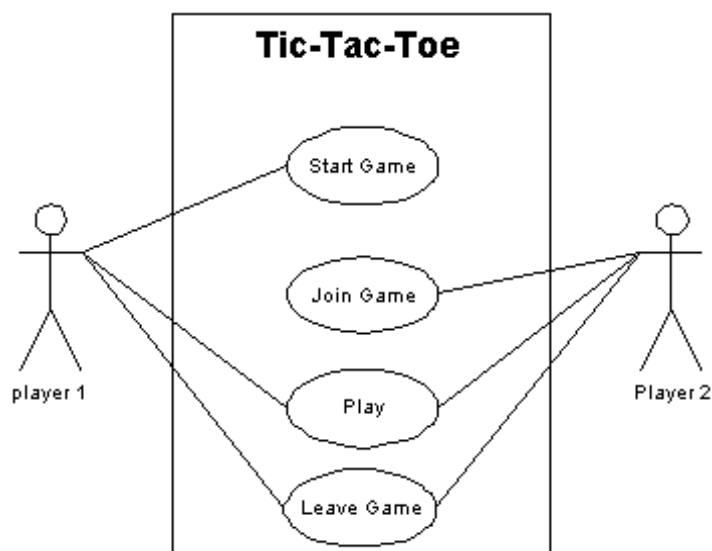 Tic-Tac-Toe
Start Game
Join Game
player 1
Player 2
Play
Leave Game